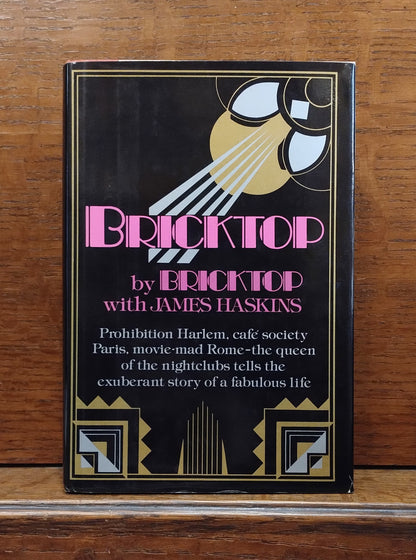 BRICKTOP
by BRICKTOP
with JAMES HASKINS
Prohibition Harlem, café society
Paris, movie-mad Rome–the queen
of the nightclubs tells the
exuberant story of a fabulous life